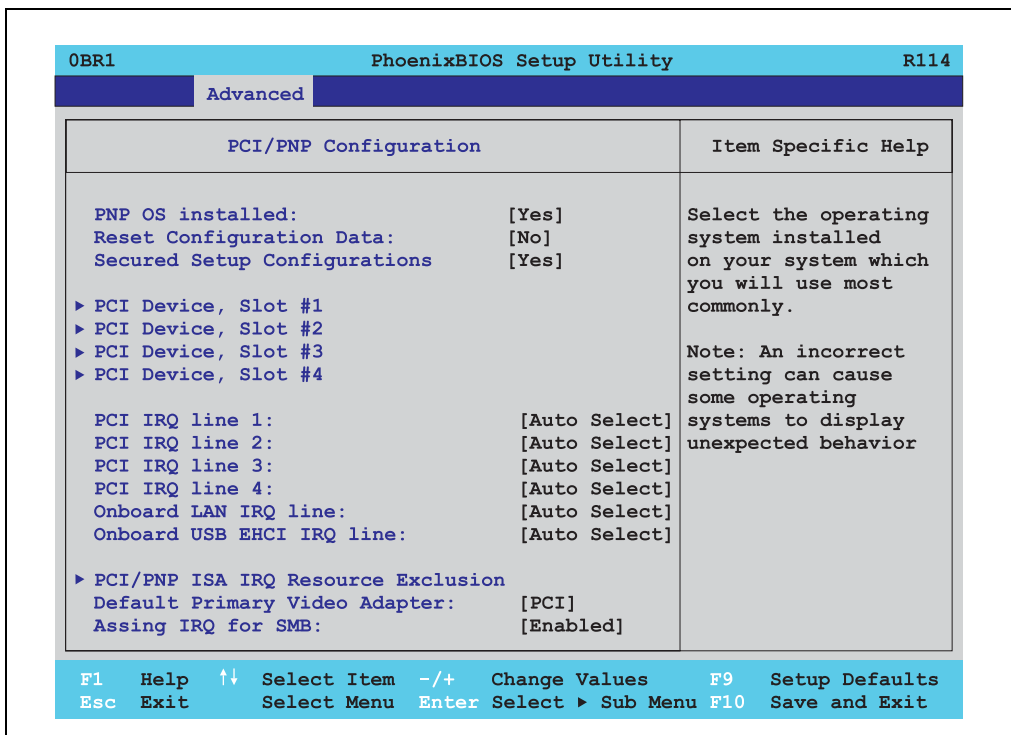 0BR1 PhoenixBIOS Setup Utility R114
Advanced
PCI/PNP Configuration
Item Specific Help
PNP OS installed: [Yes]
Reset Configuration Data: [No]
Secured Setup Configurations [Yes]
▶ PCI Device, Slot #1
▶ PCI Device, Slot #2
▶ PCI Device, Slot #3
▶ PCI Device, Slot #4
PCI IRQ line 1: [Auto Select]
PCI IRQ line 2: [Auto Select]
PCI IRQ line 3: [Auto Select]
PCI IRQ line 4: [Auto Select]
Onboard LAN IRQ line: [Auto Select]
Onboard USB EHCI IRQ line: [Auto Select]
▶ PCI/PNP ISA IRQ Resource Exclusion
Default Primary Video Adapter: [PCI]
Assing IRQ for SMB: [Enabled]
Select the operating
system installed
on your system which
you will use most
commonly.
Note: An incorrect
setting can cause
some operating
systems to display
unexpected behavior
F1 Help ↑↓ Select Item -/+ Change Values F9 Setup Defaults
Esc Exit Select Menu Enter Select ▶ Sub Menu F10 Save and Exit